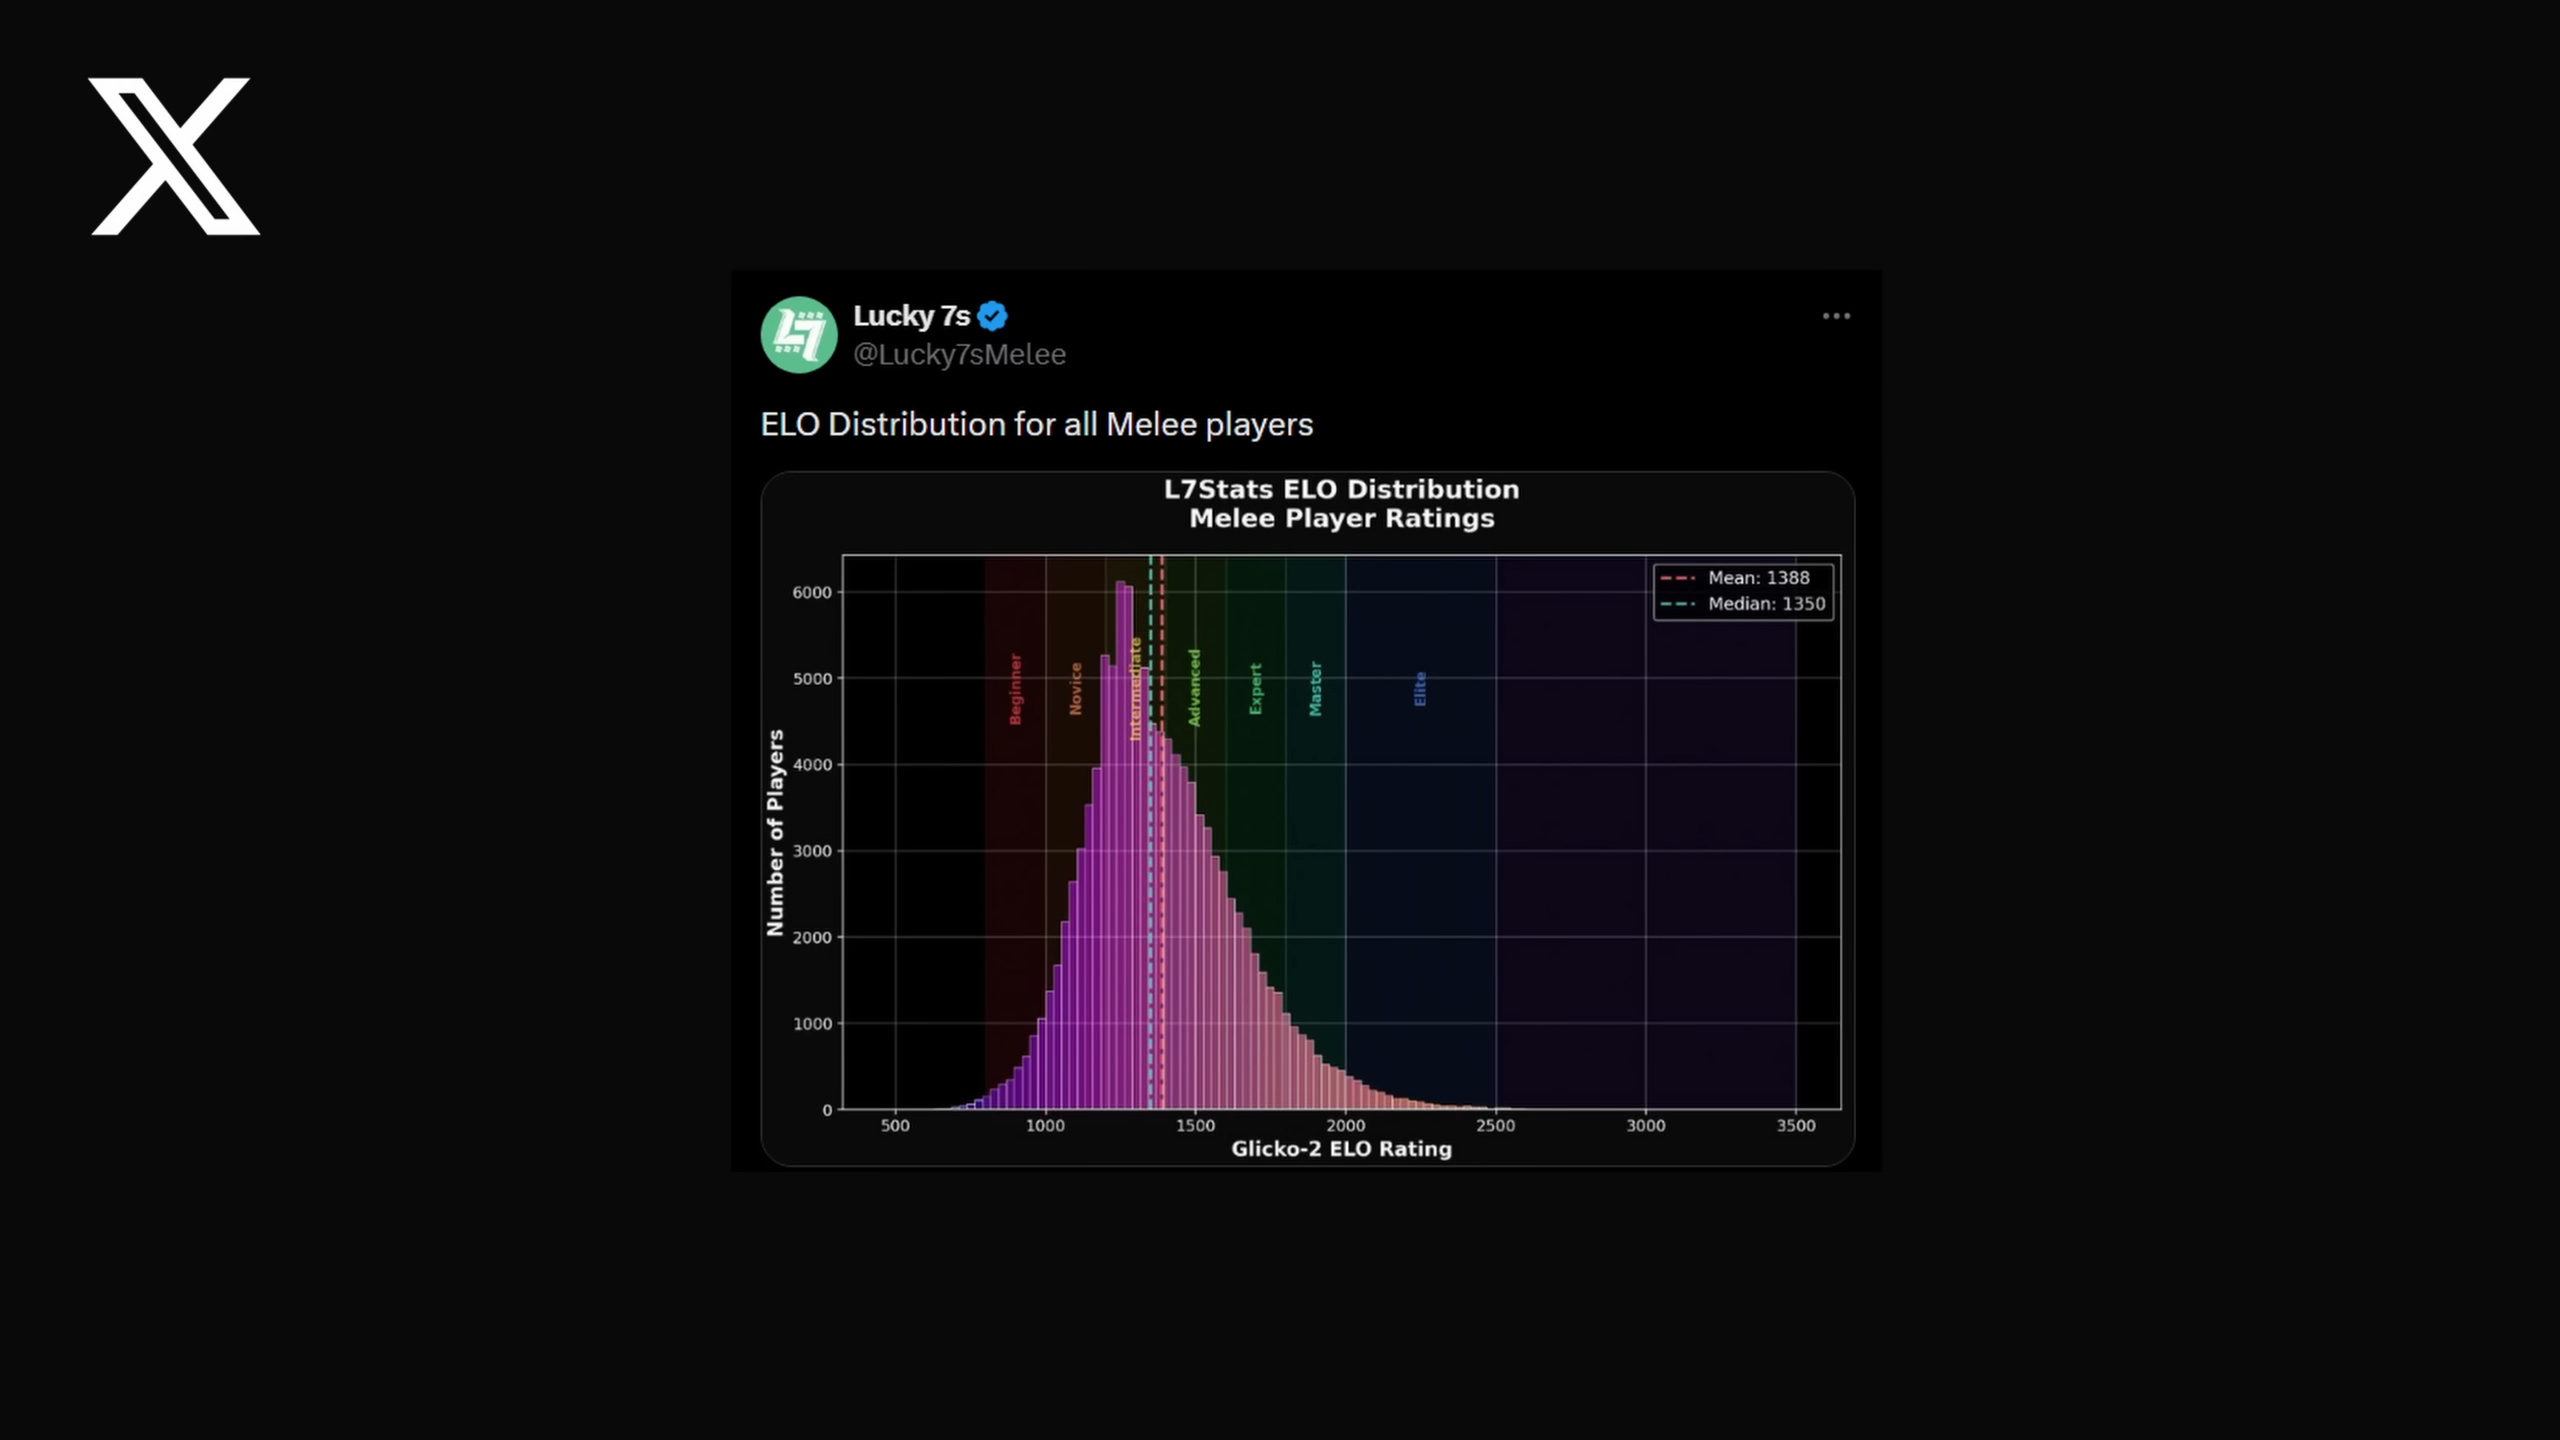 Lucky 7s
@Lucky7sMelee
ELO Distribution for all Melee players
L7Stats ELO Distribution
Melee Player Ratings
Mean: 1388
Median: 1350
Beginner
Novice
Intermediate
Advanced
Expert
Master
Elite
Number of Players
6000
5000
4000
3000
2000
1000
0
500 1000 1500 2000 2500 3000 3500
Glicko-2 ELO Rating